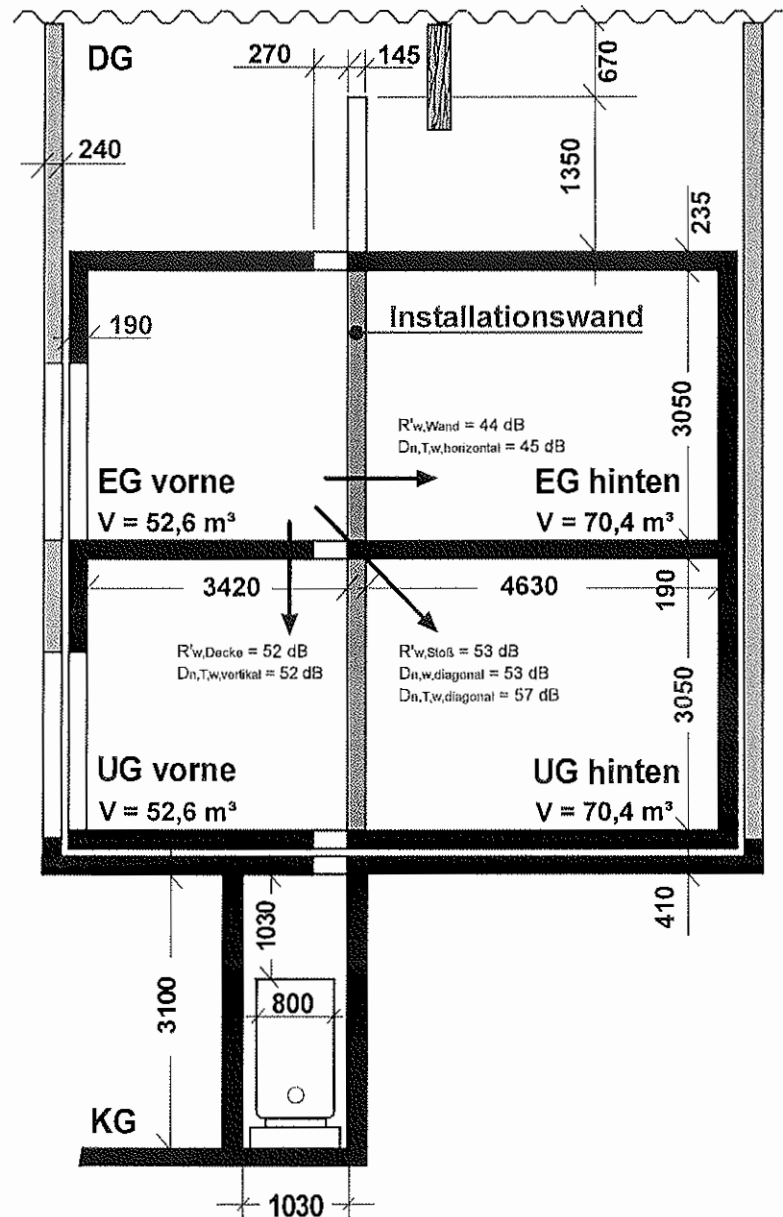 DG
270
145
670
240
1350
235
190
Installationswand
R'w,Wand = 44 dB
Dn,T,w,horizontal = 45 dB
3050
EG vorne
V = 52,6 m³
EG hinten
V = 70,4 m³
3420
4630
190
R'w,Decke = 52 dB
Dn,T,w,vertikal = 52 dB
R'w,Stoß = 53 dB
Dn,w,diagonal = 53 dB
Dn,T,w,diagonal = 57 dB
3050
UG vorne
V = 52,6 m³
UG hinten
V = 70,4 m³
410
1030
3100
800
KG
1030